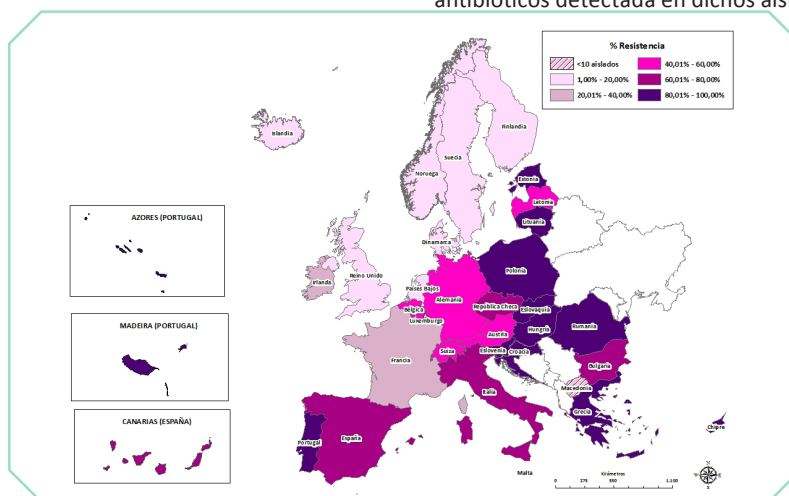 antibióticos detectada en dichos aisl
% Resistencia
<10 aislados
40,01% - 60,00%
1,00% - 20,00%
60,01% - 80,00%
20,01% - 40,00%
80,01% - 100,00%
Islandia
Finlandia
Suecia
Noruega
Estonia
Letonia
Lituania
AZORES (PORTUGAL)
Dinamarca
Reino Unido
Irlanda
Países Bajos
Polonia
Alemania
Bélgica
República Checa
Luxemburgo
Eslovaquia
MADEIRA (PORTUGAL)
Austria
Hungría
Rumania
Suiza
Eslovenia
Croacia
Francia
Bulgaria
Italia
Macedonia
Grecia
CANARIAS (ESPAÑA)
Chipre
Portugal
España
Malta
Kilómetros
0
275
550
1.100